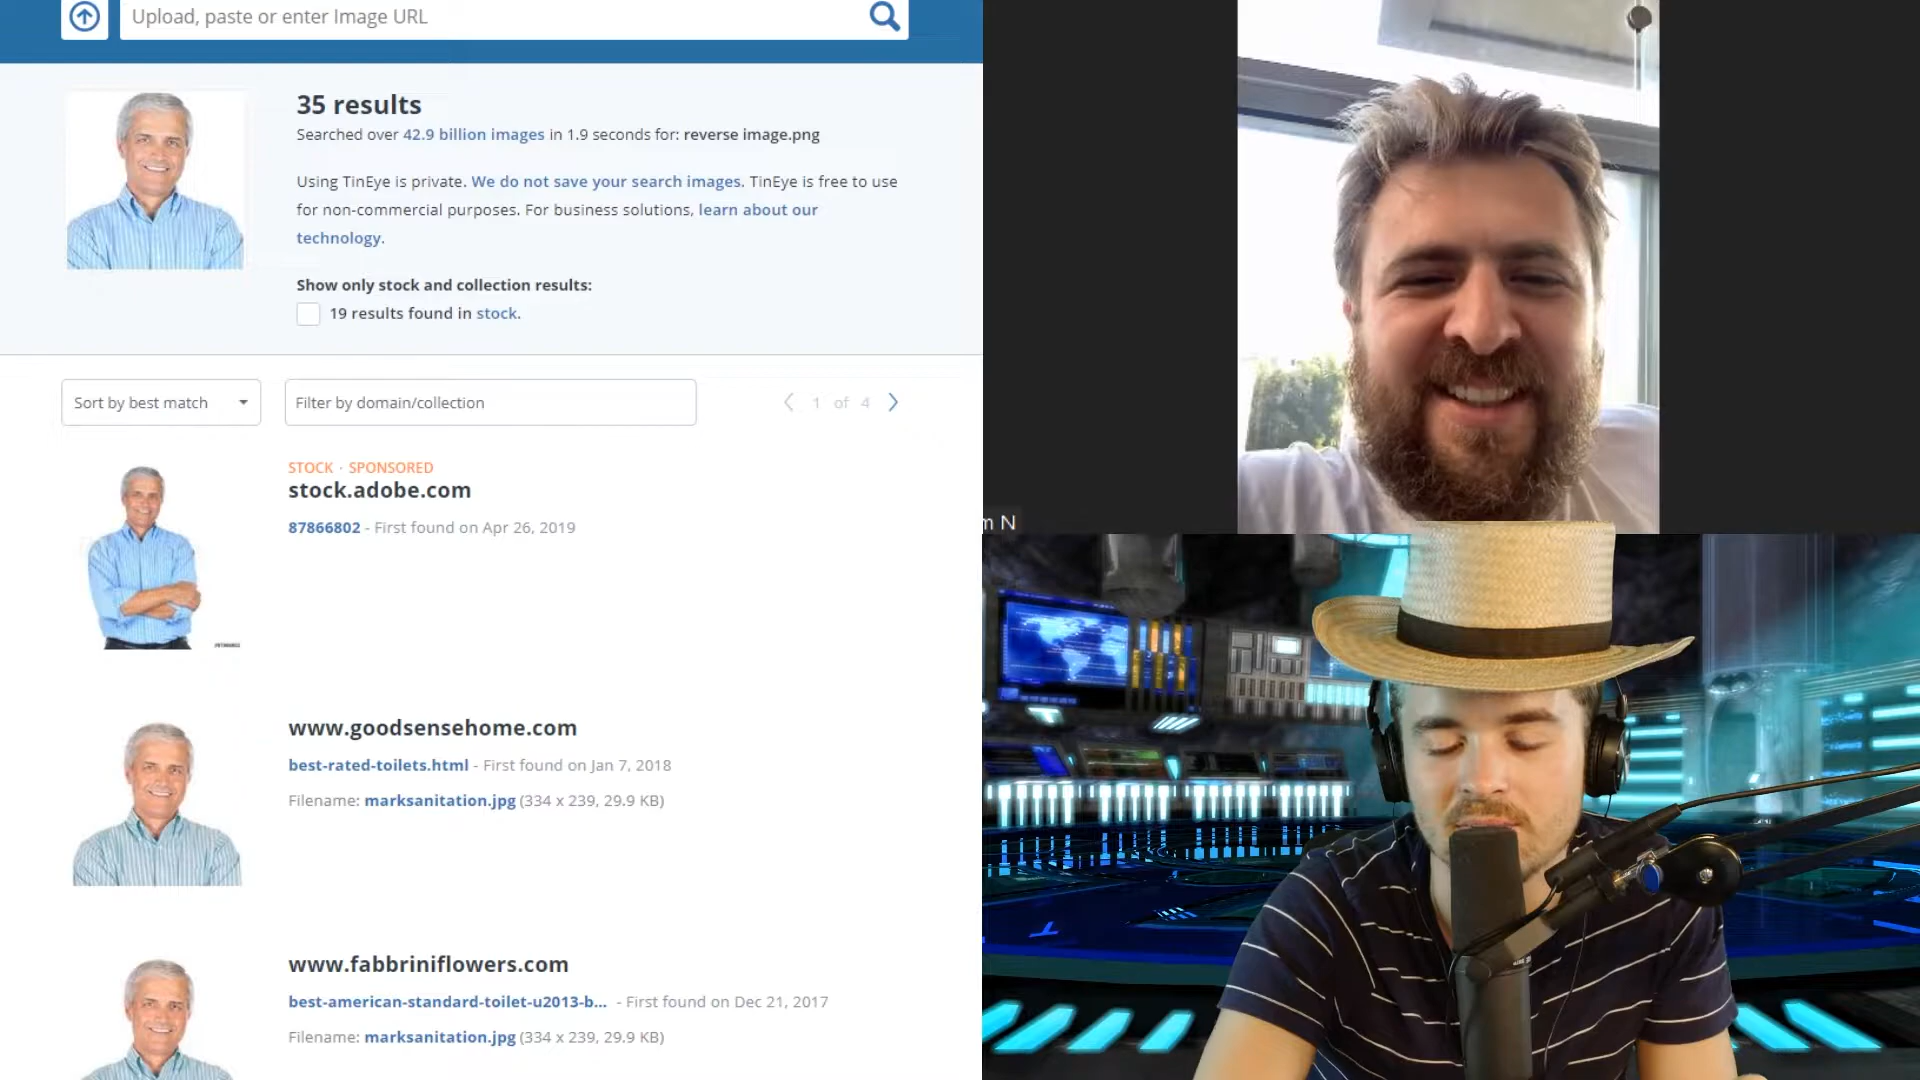 Upload, paste or enter Image URL
35 results
Searched over 42.9 billion images in 1.9 seconds for: reverse image.png
Using TinEye is private. We do not save your search images. TinEye is free to use
for non-commercial purposes. For business solutions, learn about our
technology.
Show only stock and collection results:
19 results found in stock.
Sort by best match
Filter by domain/collection
1 of 4
STOCK · SPONSORED
stock.adobe.com
87866802 - First found on Apr 26, 2019
www.goodsensehome.com
best-rated-toilets.html - First found on Jan 7, 2018
Filename: marksanitation.jpg (334 x 239, 29.9 KB)
www.fabbriniflowers.com
best-american-standard-toilet-u2013-b... - First found on Dec 21, 2017
Filename: marksanitation.jpg (334 x 239, 29.9 KB)
m N